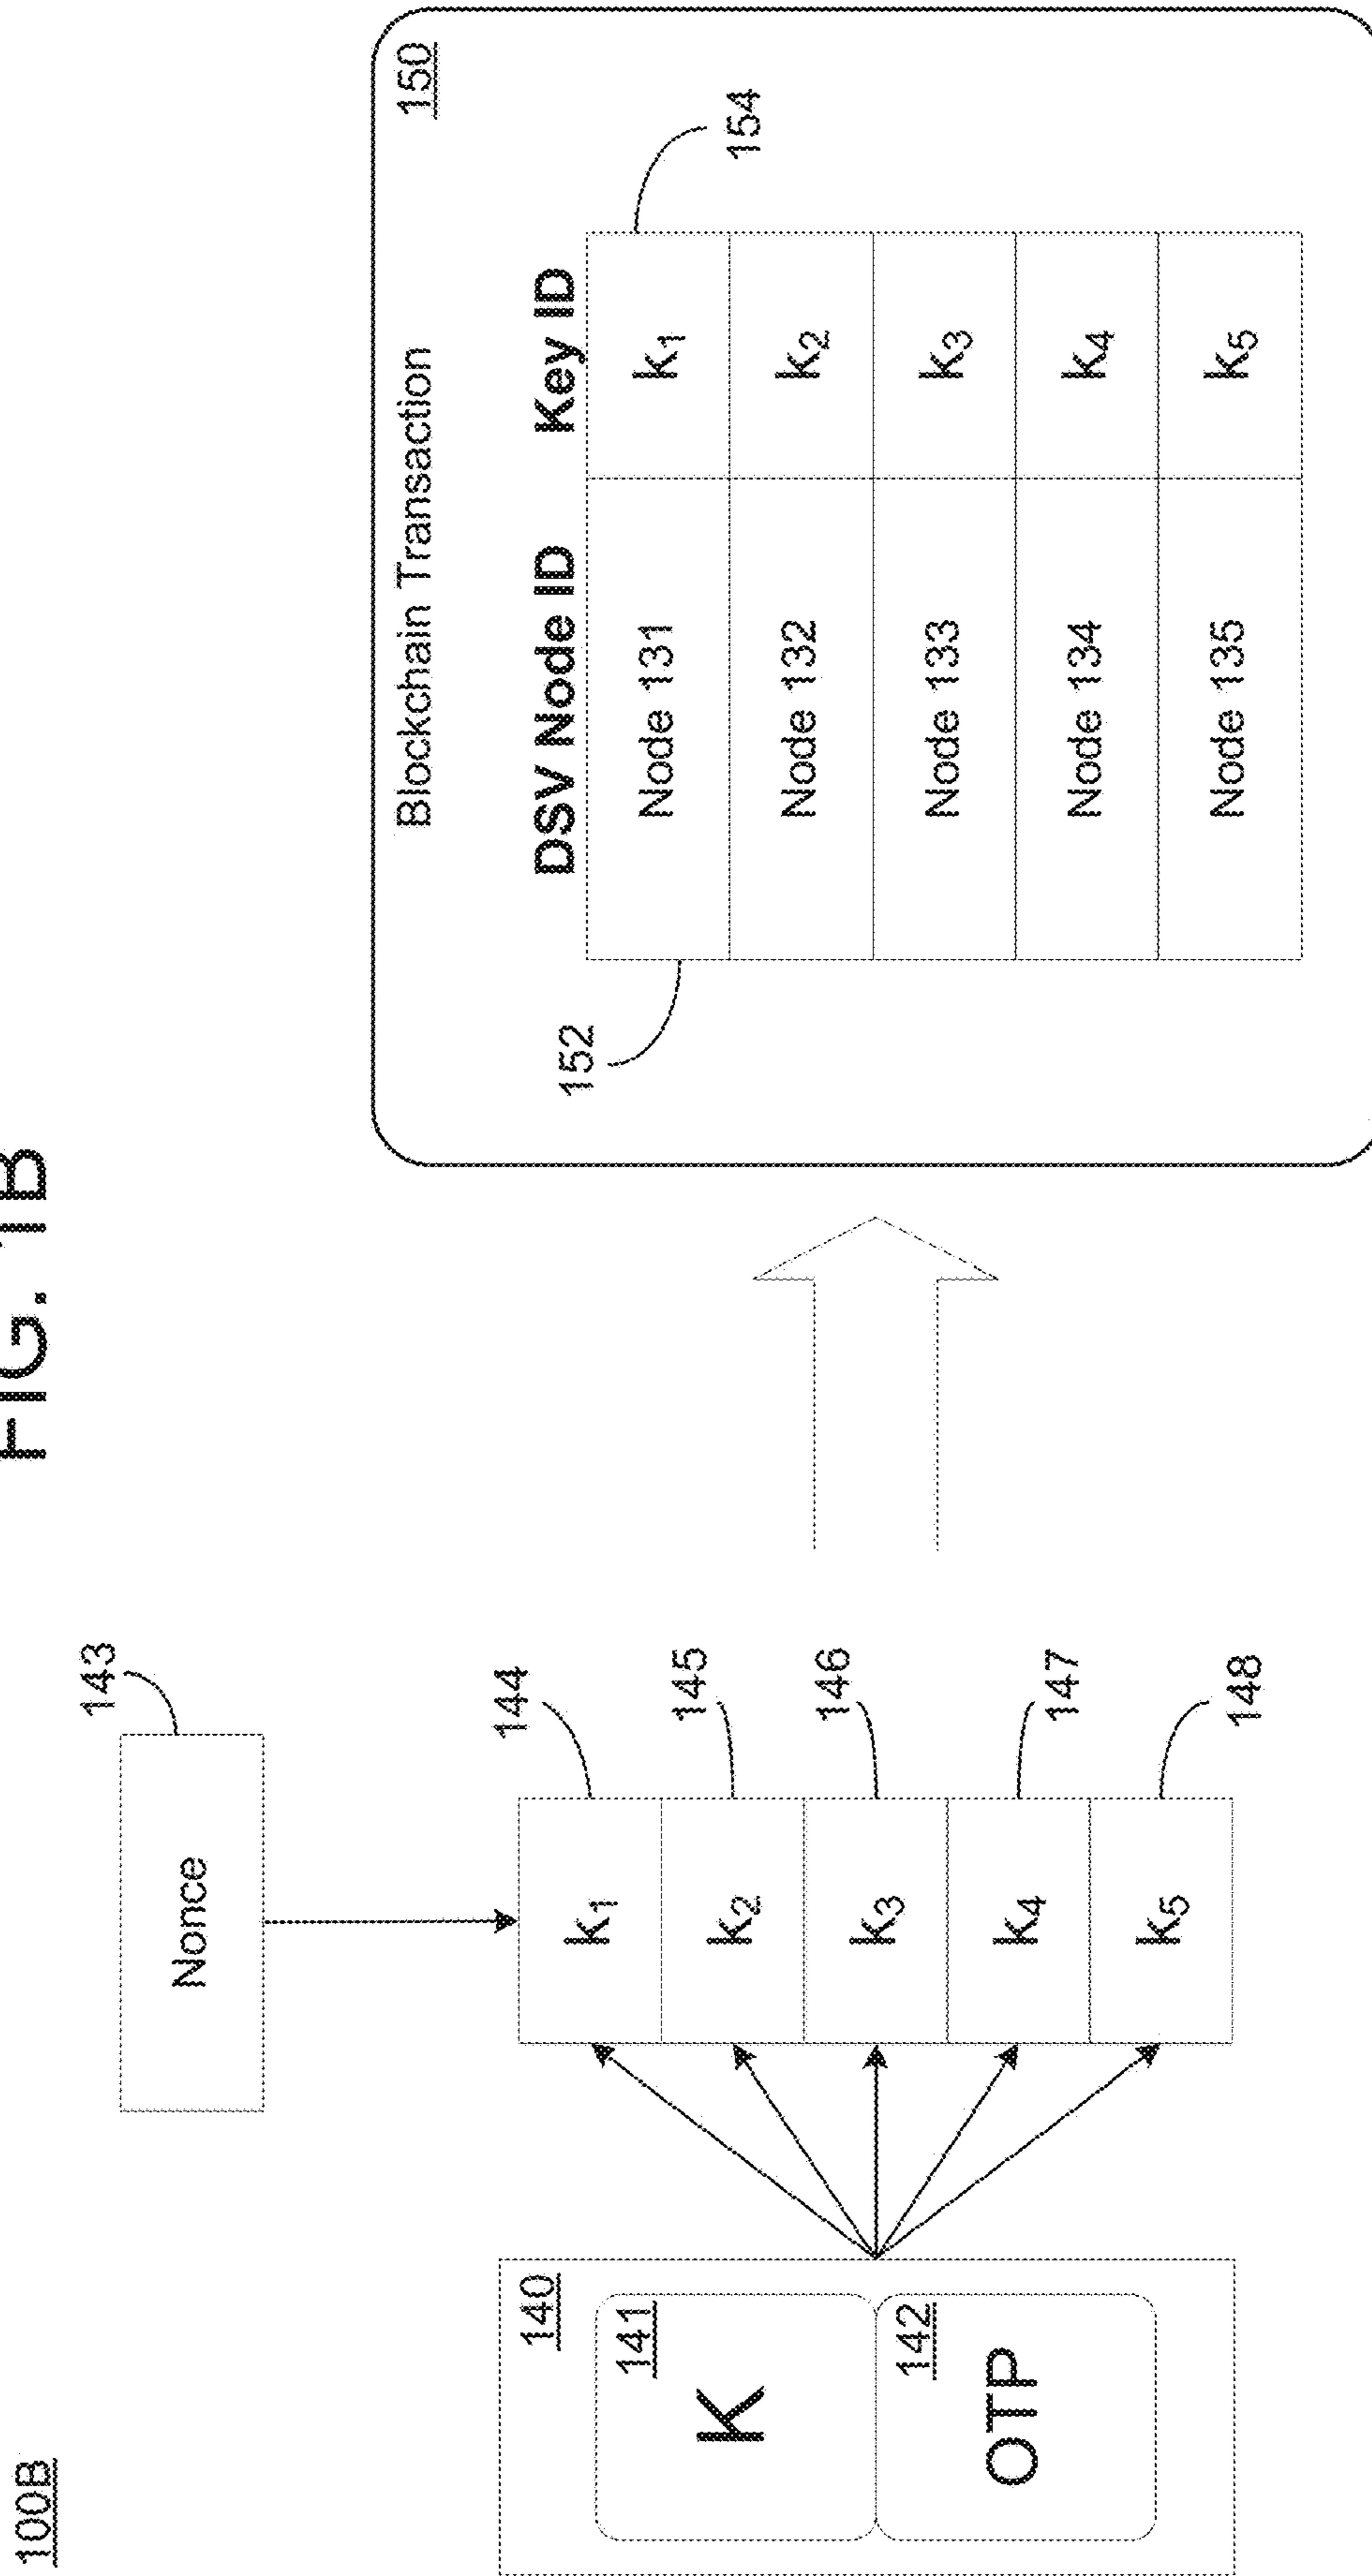 FIG. 1B
100B
Nonce
143
140
141
K
142
OTP
k1
k2
k3
k4
k5
144
145
146
147
148
150
Blockchain Transaction
DSV Node ID Key ID
Node 131 k1
Node 132 k2
Node 133 k3
Node 134 k4
Node 135 k5
152
154